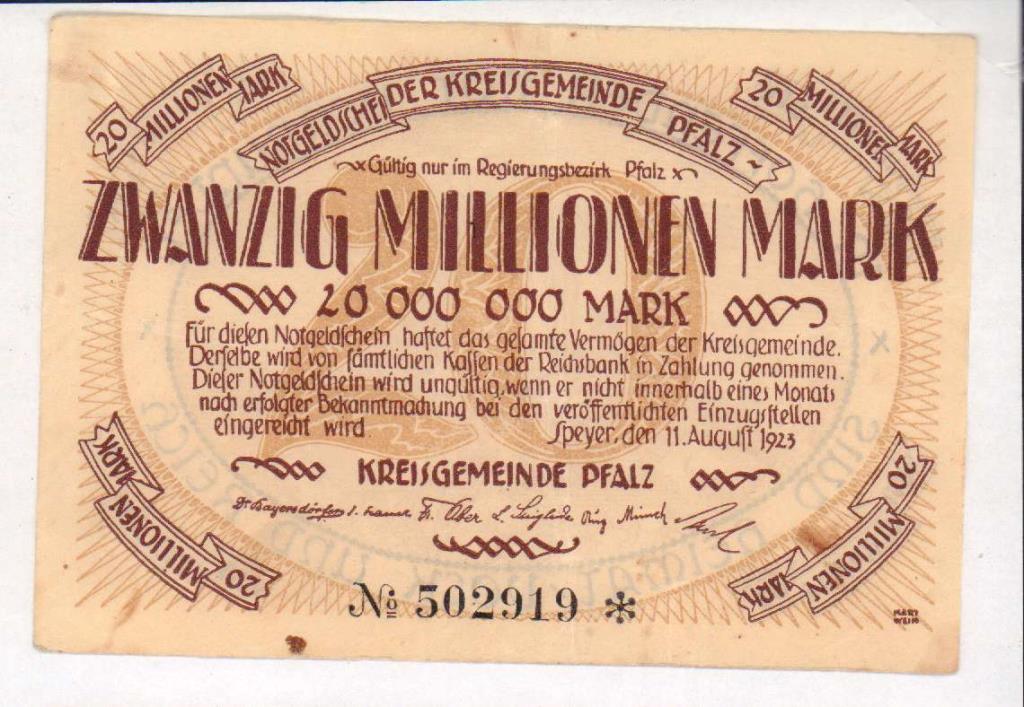 20 MILLIONEN MARK
NOTGELDSCHEIN DER KREISGEMEINDE PFALZ ~
20 MILLIONEN MARK
Gültig nur im Regierungsbezirk Pfalz
ZWANZIG MILLIONEN MARK
20 000 000 MARK
Für diesen Notgeldschein haftet das gesamte Vermögen der Kreisgemeinde.
Derselbe wird von sämtlichen Kassen der Reichsbank in Zahlung genommen.
Dieser Notgeldschein wird ungültig, wenn er nicht innerhalb eines Monats
nach erfolgter Bekanntmachung bei den veröffentlichten Einzugstellen
eingereicht wird.
Speyer, den 11. August 1923
KREISGEMEINDE PFALZ
Dr Bayersdörfer
20 MILLIONEN MARK
20 MILLIONEN MARK
№ 502919 *